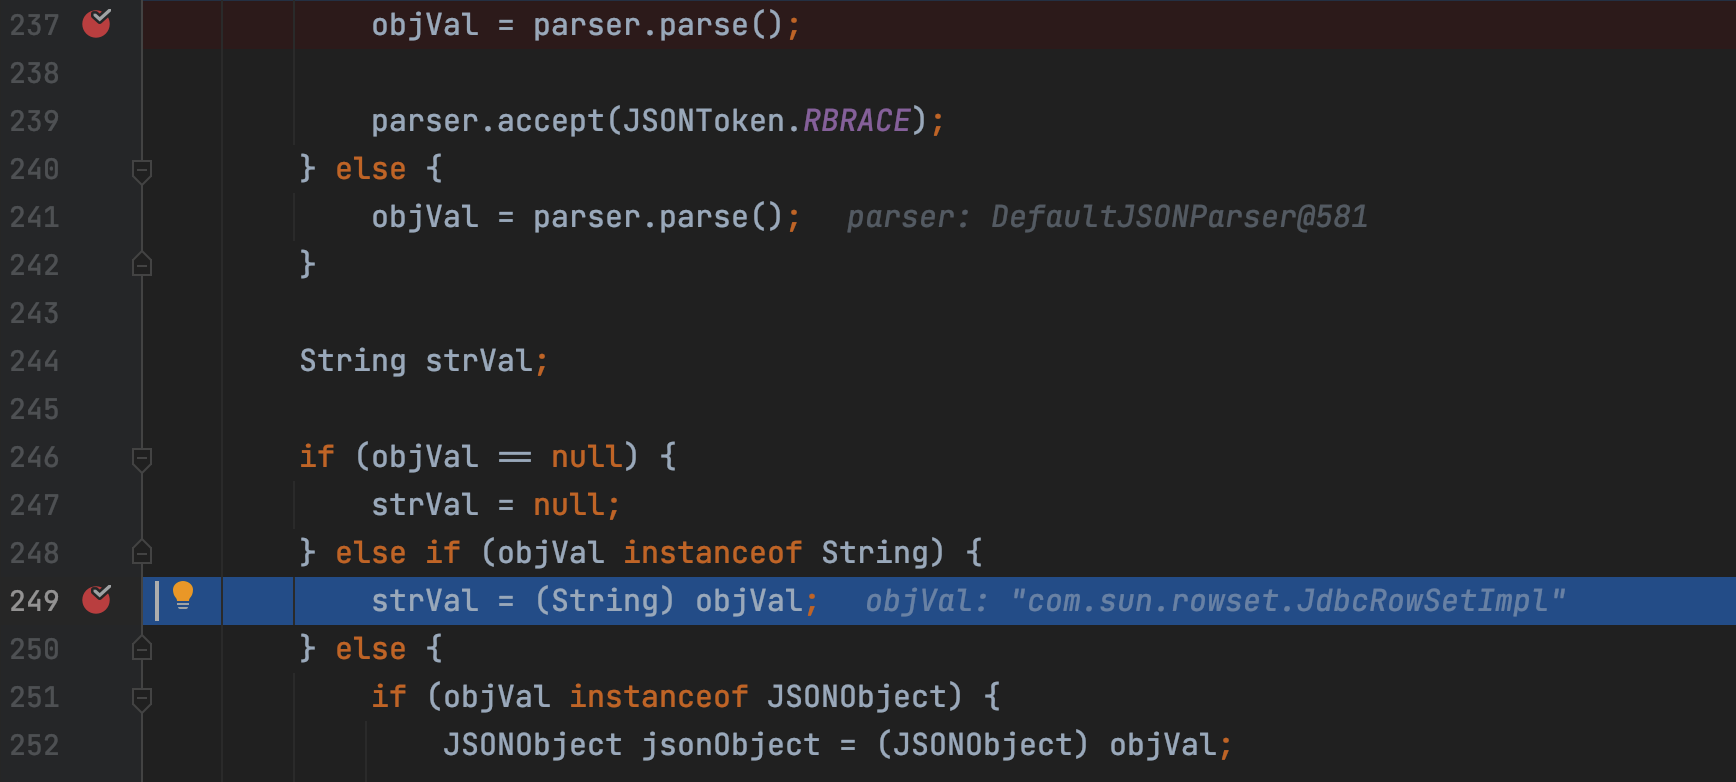 237 objVal = parser.parse();
238
239 parser.accept(JSONToken.RBRACE);
240 } else {
241 objVal = parser.parse(); parser: DefaultJSONParser@581
242 }
243
244 String strVal;
245
246 if (objVal == null) {
247 strVal = null;
248 } else if (objVal instanceof String) {
249 strVal = (String) objVal; objVal: "com.sun.rowset.JdbcRowSetImpl"
250 } else {
251 if (objVal instanceof JSONObject) {
252 JSONObject jsonObject = (JSONObject) objVal;